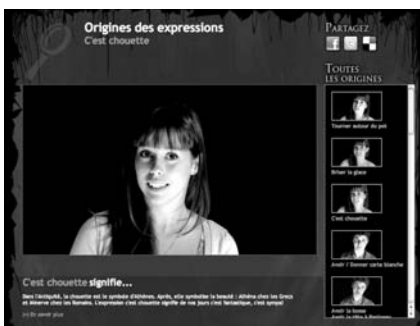 Origines des expressions
C'est chouette
PARTAGEZ
TOUTES
LES ORIGINES
Tourner autour du pot
Briser la glace
C'est chouette
Avoir / Donner carte blanche
Avoir la bosse
C'est chouette signifie...
Dans l'Antiquité, la chouette est le symbole d'Athènes. Après, elle symbolise la beauté : Athéna chez les Grecs
et Minerve chez les Romains. L'expression c'est chouette signifie de nos jours c'est fantastique, c'est sympa!
En savoir plus